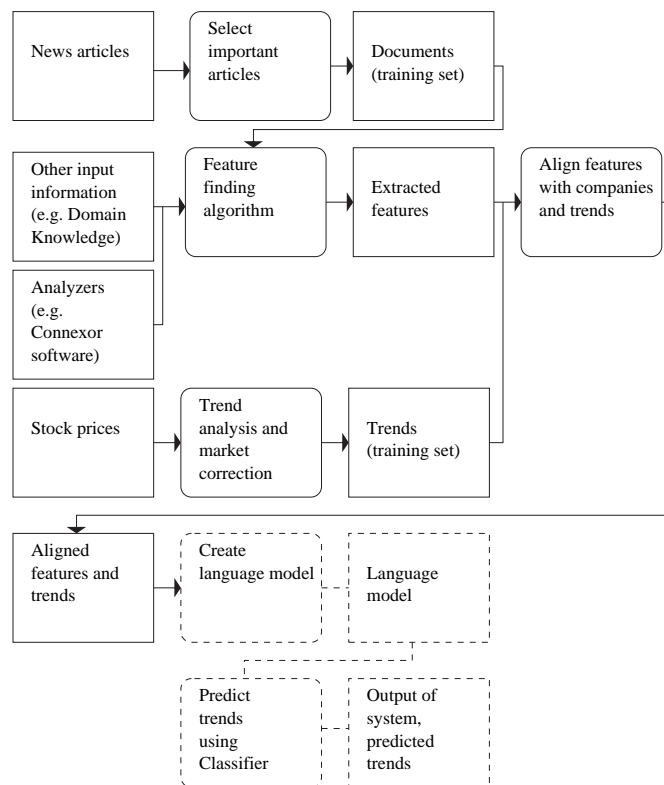 News articles
Select
important
articles
Documents
(training set)
Other input
information
(e.g. Domain
Knowledge)
Feature
finding
algorithm
Extracted
features
Align features
with companies
and trends
Analyzers
(e.g.
Connexor
software)
Stock prices
Trend
analysis and
market
correction
Trends
(training set)
Aligned
features and
trends
Create
language model
Language
model
Predict
trends
using
Classifier
Output of
system,
predicted
trends